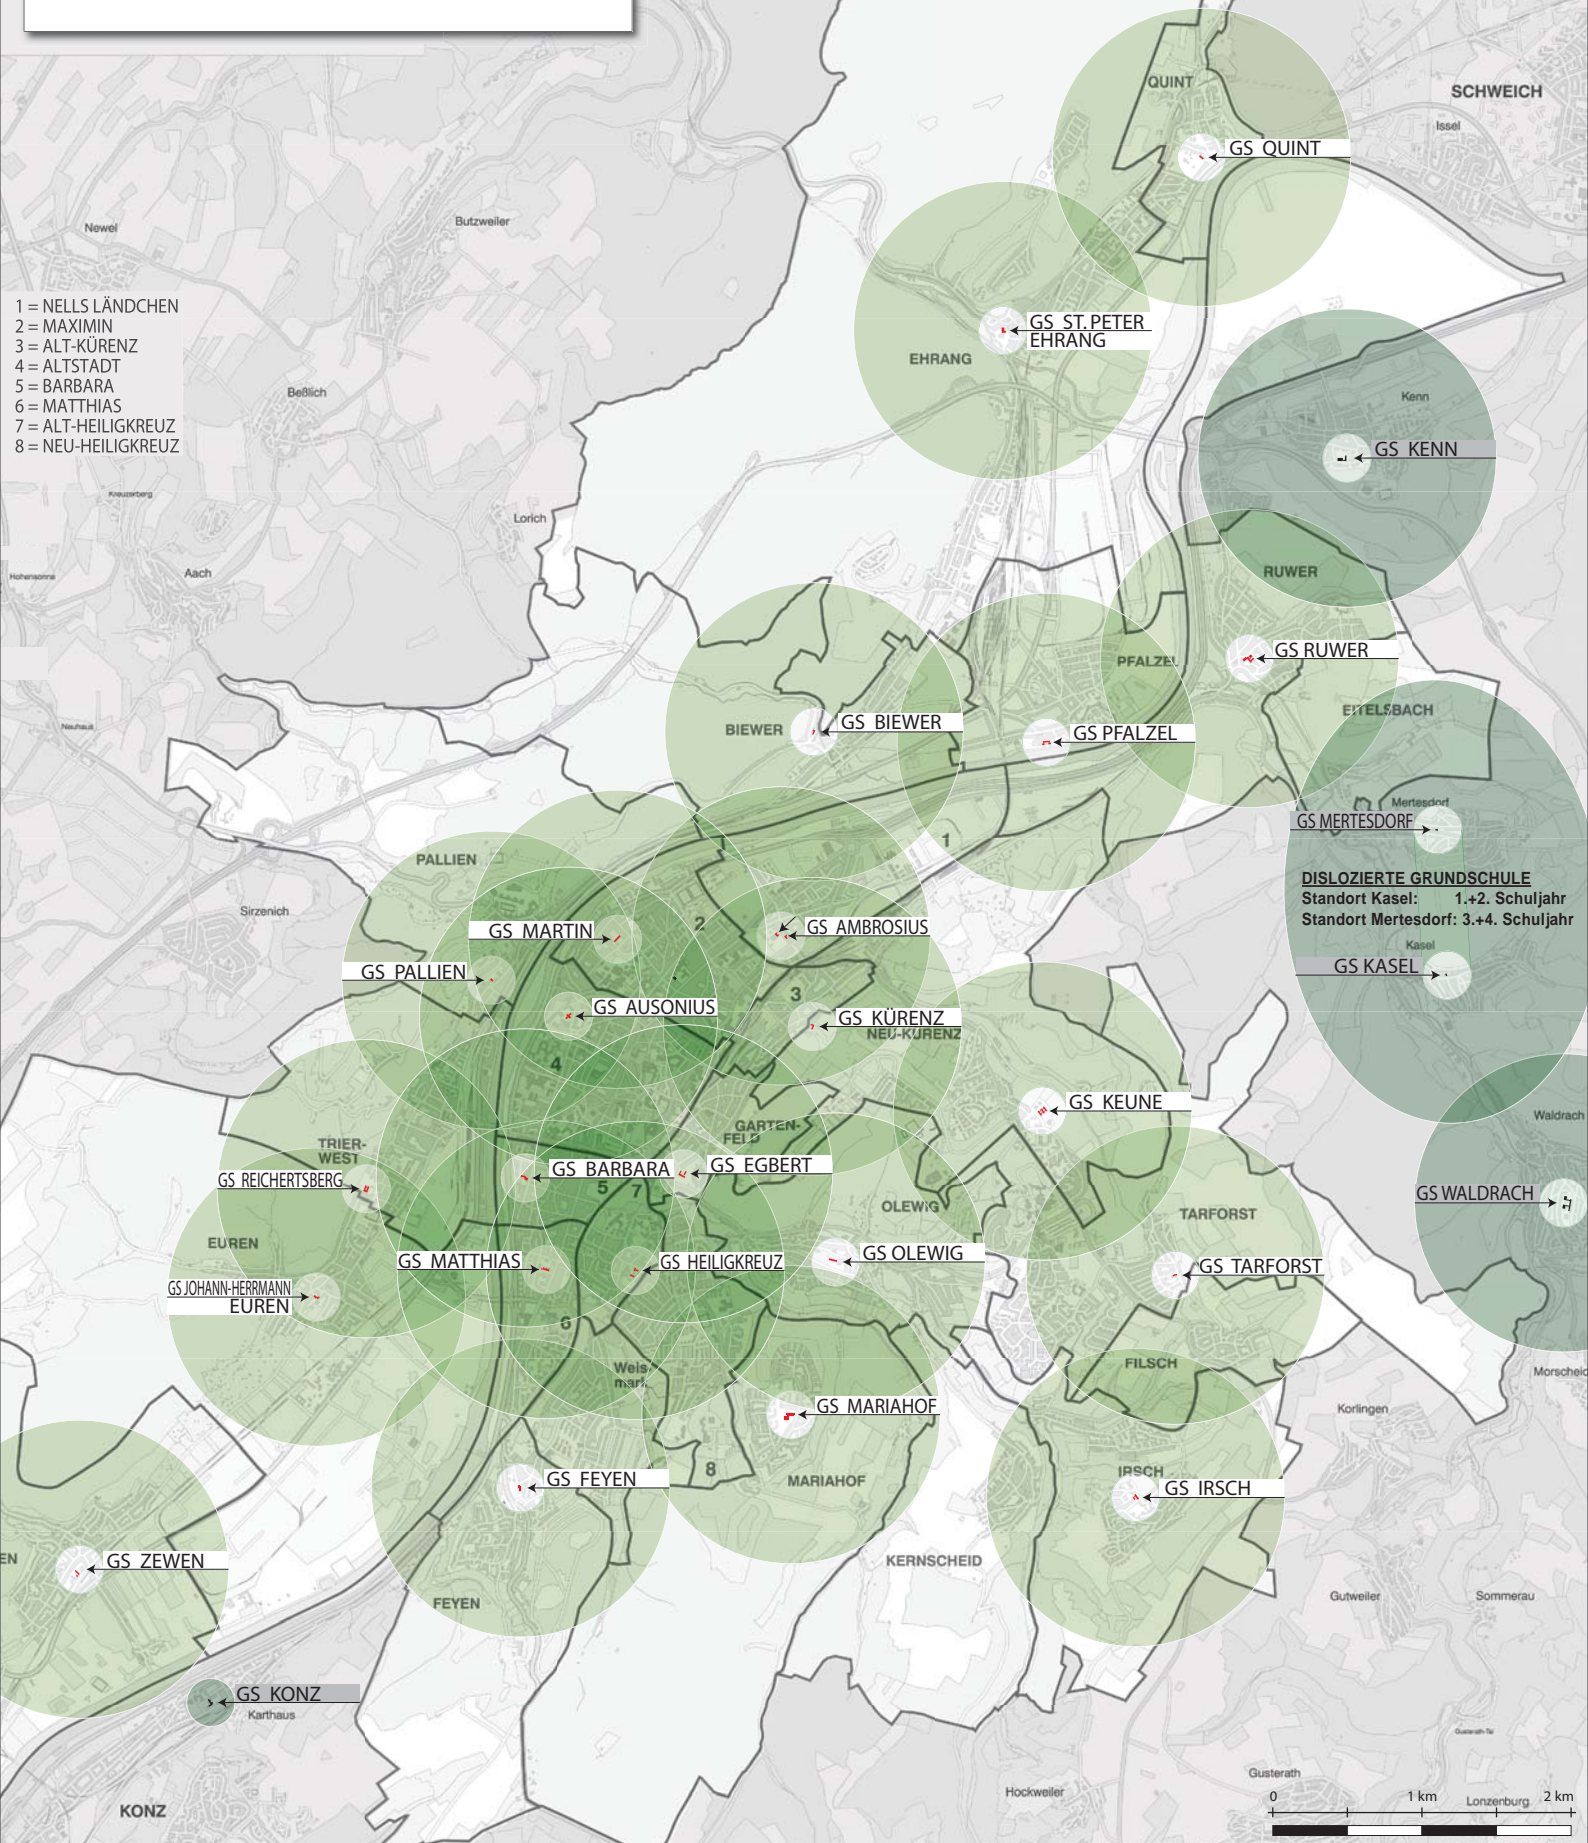 QUINT
SCHWEICH
Issel
GS QUINT
Newel
Butzweiler
1 = NELLS LÄNDCHEN
2 = MAXIMIN
3 = ALT-KÜRENZ
4 = ALTSTADT
5 = BARBARA
6 = MATTHIAS
7 = ALT-HEILIGKREUZ
8 = NEU-HEILIGKREUZ
GS ST. PETER
EHRANG
EHRANG
Beßlich
Kenn
GS KENN
Kreuzerberg
Lorich
Hohensonne
Aach
RUWER
GS RUWER
PFALZEL
EITELSBACH
Neuhaus
BIEWER
GS BIEWER
GS PFALZEL
Mertesdorf
GS MERTESDORF
1
PALLIEN
DISLOZIERTE GRUNDSCHULE
Standort Kasel: 1.+2. Schuljahr
Standort Mertesdorf: 3.+4. Schuljahr
Sirzenich
2
GS MARTIN
GS AMBROSIUS
Kasel
GS KASEL
GS PALLIEN
3
GS AUSONIUS
GS KÜRENZ
NEU-KÜRENZ
4
GS KEUNE
Waldrach
GARTEN-
FELD
TRIER-
WEST
GS BARBARA
GS EGBERT
GS REICHERTSBERG
5
7
GS WALDRACH
OLEWIG
TARFORST
EUREN
GS MATTHIAS
GS HEILIGKREUZ
GS OLEWIG
GS TARFORST
GS JOHANN-HERRMANN
EUREN
6
Weis
mark
FILSCH
Morscheid
GS MARIAHOF
Korlingen
8
MARIAHOF
IRSCH
GS FEYEN
GS IRSCH
EN
GS ZEWEN
KERNSCHEID
FEYEN
Gutweiler
Sommerau
GS KONZ
Karthaus
Gusterath-Tal
Gusterath
Hockweiler
KONZ
0 1 km 2 km
Lonzenburg